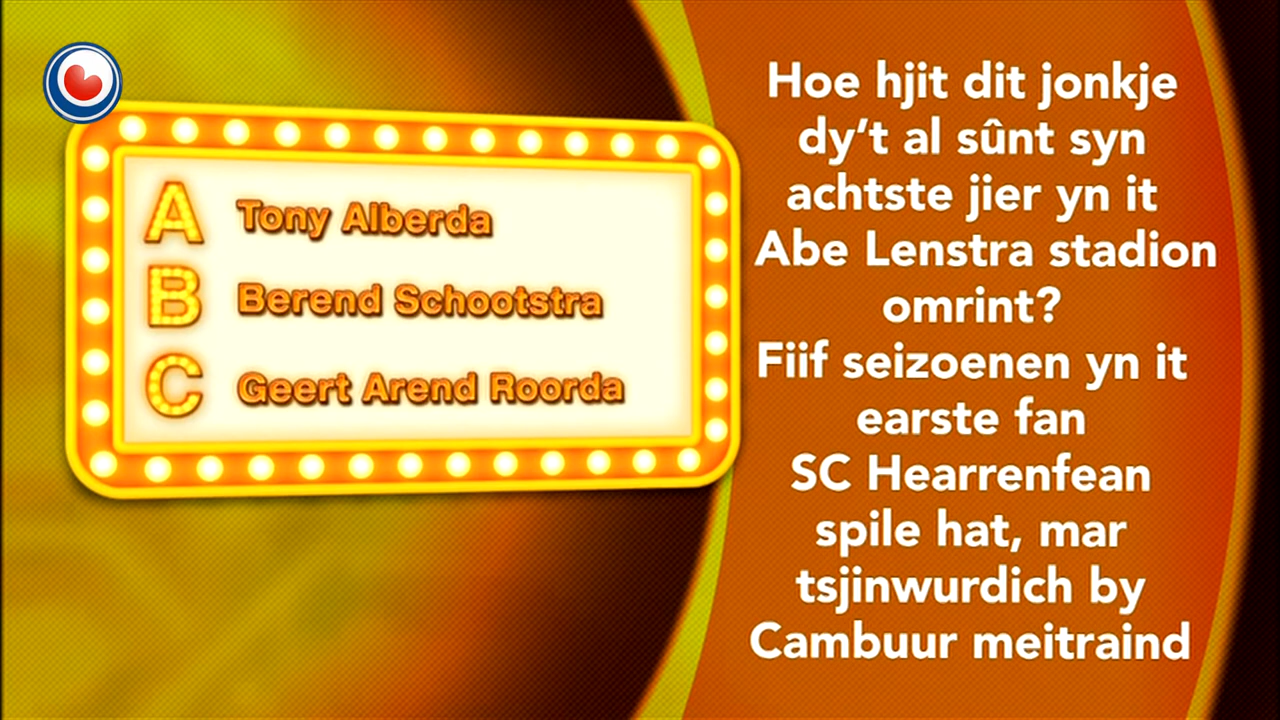 A Tony Alberda
B Berend Schootstra
C Geert Arend Roorda
Hoe hjit dit jonkje
dy't al sûnt syn
achtste jier yn it
Abe Lenstra stadion
omrint?
Fiif seizoenen yn it
earste fan
SC Hearrenfean
spile hat, mar
tsjinwurdich by
Cambuur meitraind